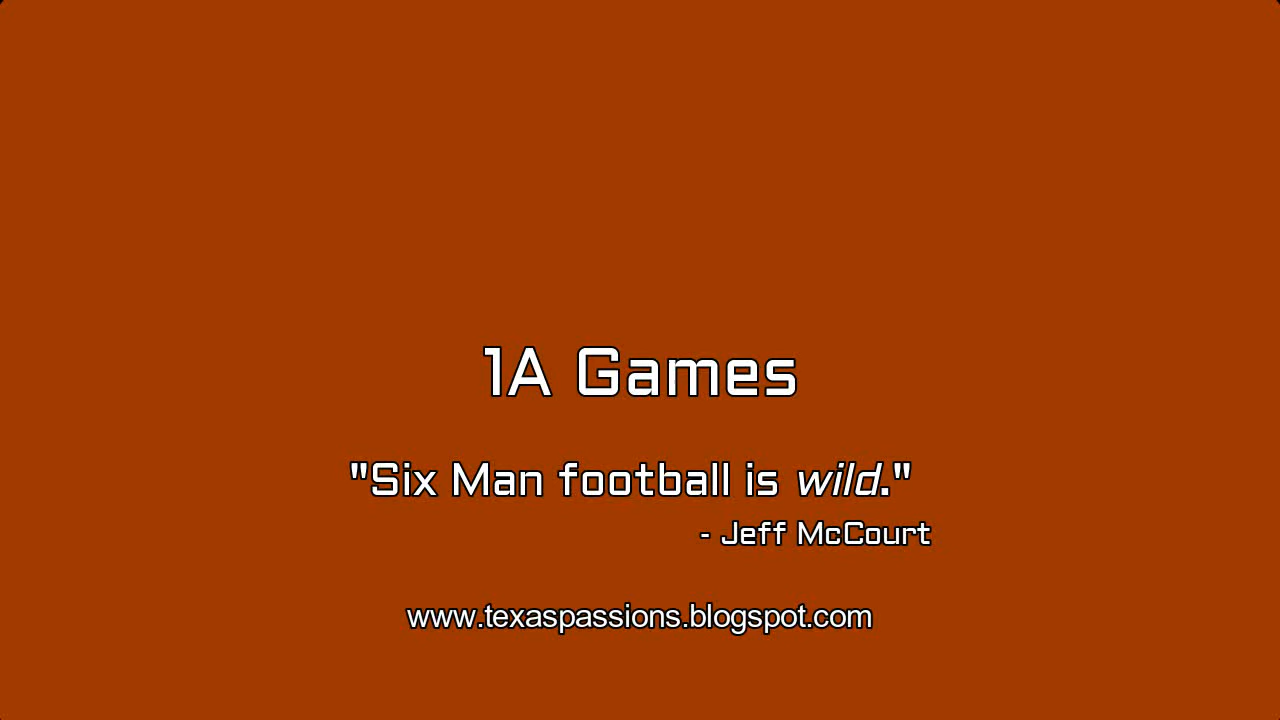 1A Games
"Six Man football is wild."
- Jeff McCourt
www.texaspassions.blogspot.com